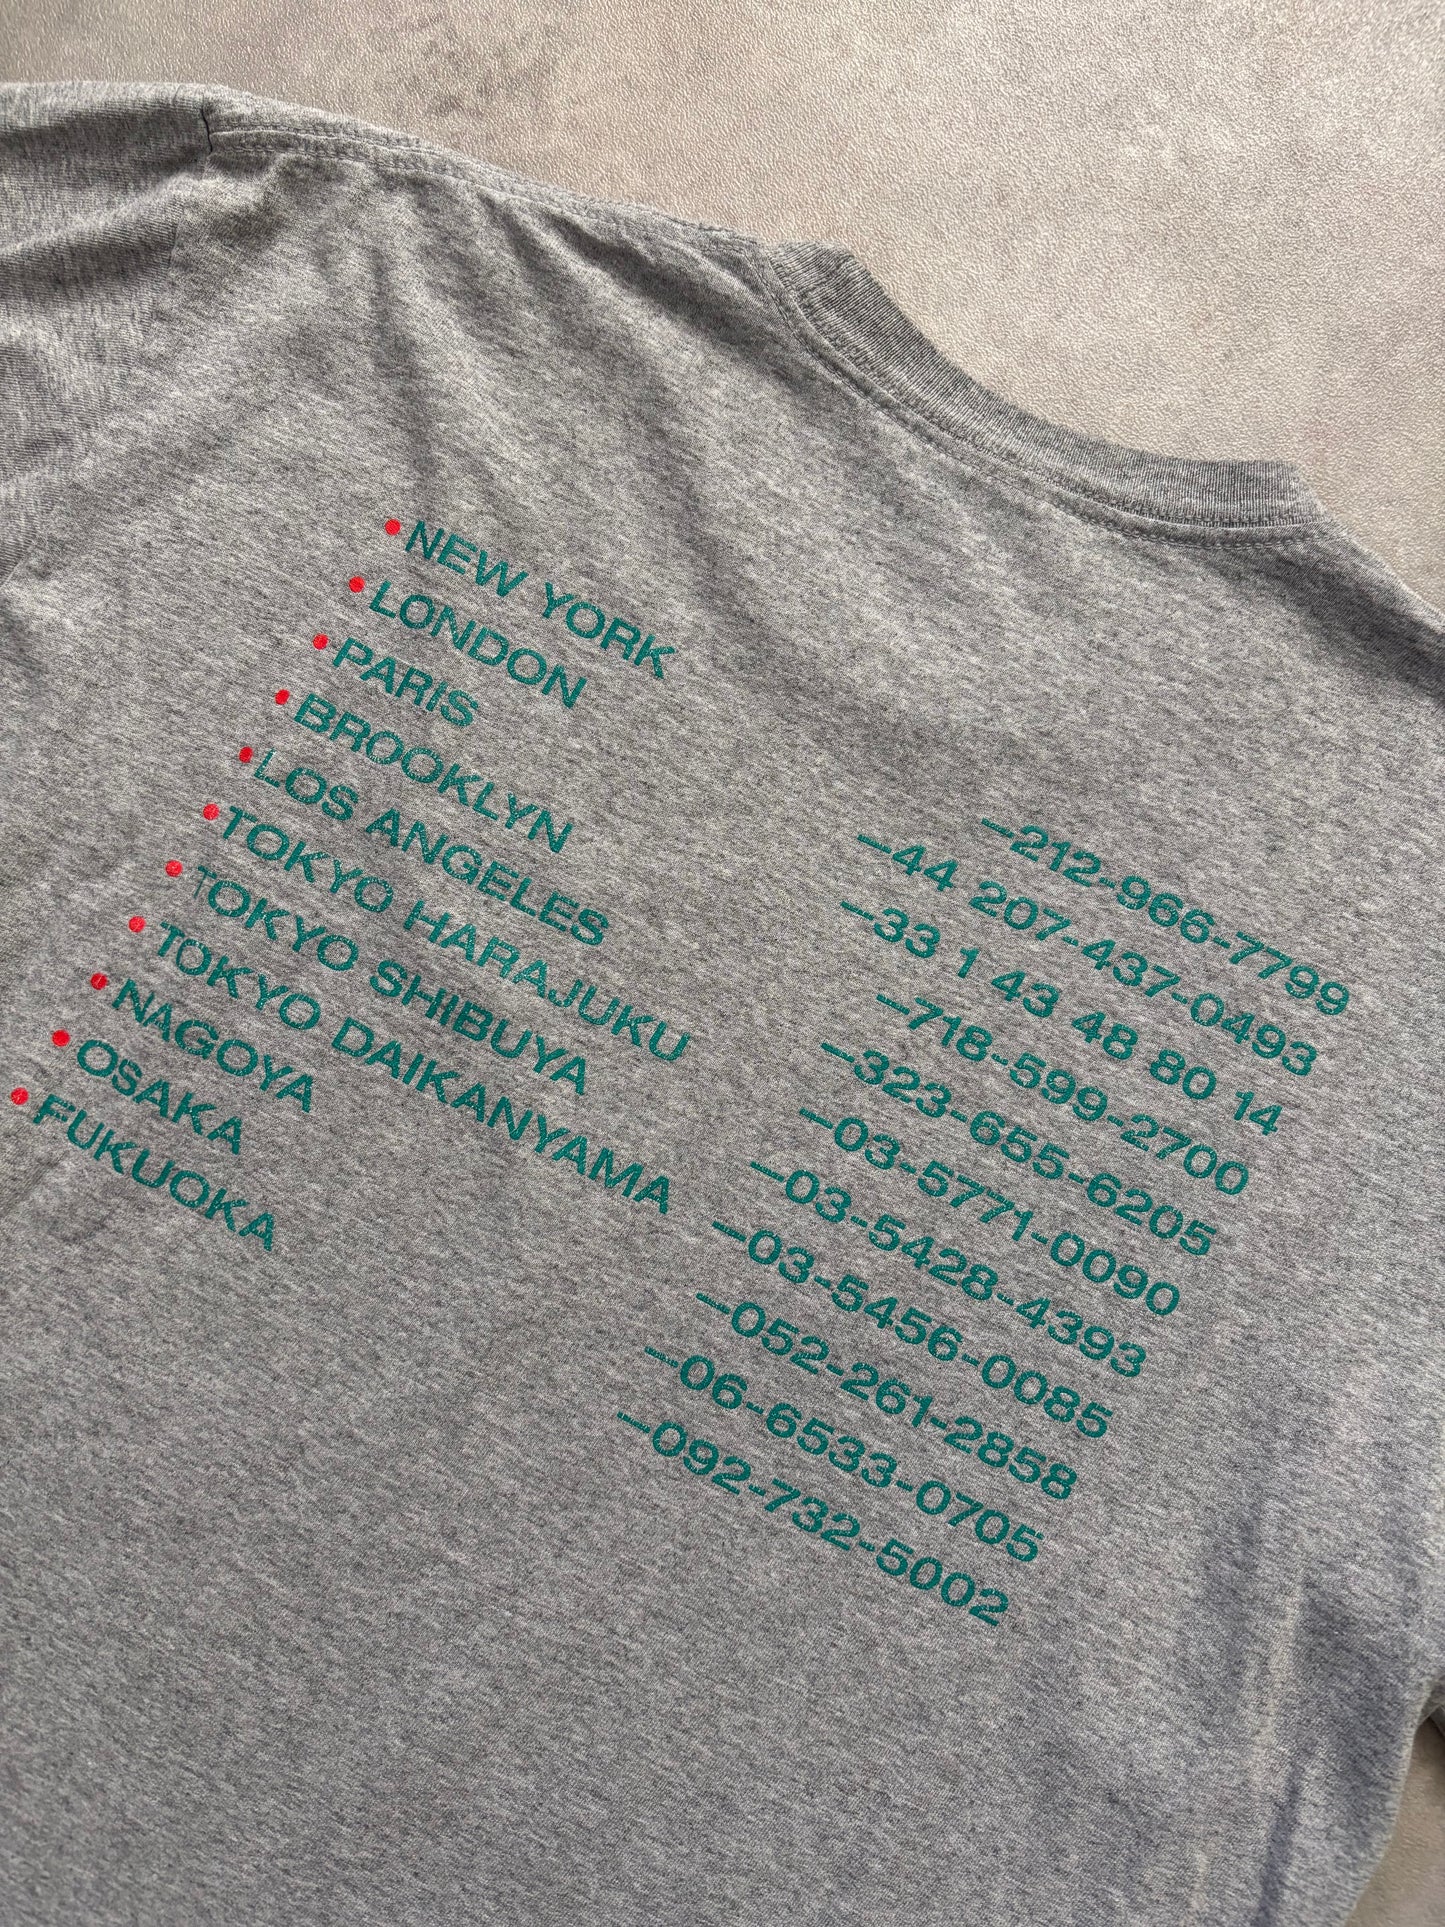 •NEW YORK –212-966-7799
•LONDON –44 207-437-0493
•PARIS –33 1 43 48 80 14
•BROOKLYN –718-599-2700
•LOS ANGELES –323-655-6205
•TOKYO HARAJUKU –03-5771-0090
•TOKYO SHIBUYA –03-5428-4393
•TOKYO DAIKANYAMA –03-5456-0085
•NAGOYA –052-261-2858
•OSAKA –06-6533-0705
•FUKUOKA –092-732-5002